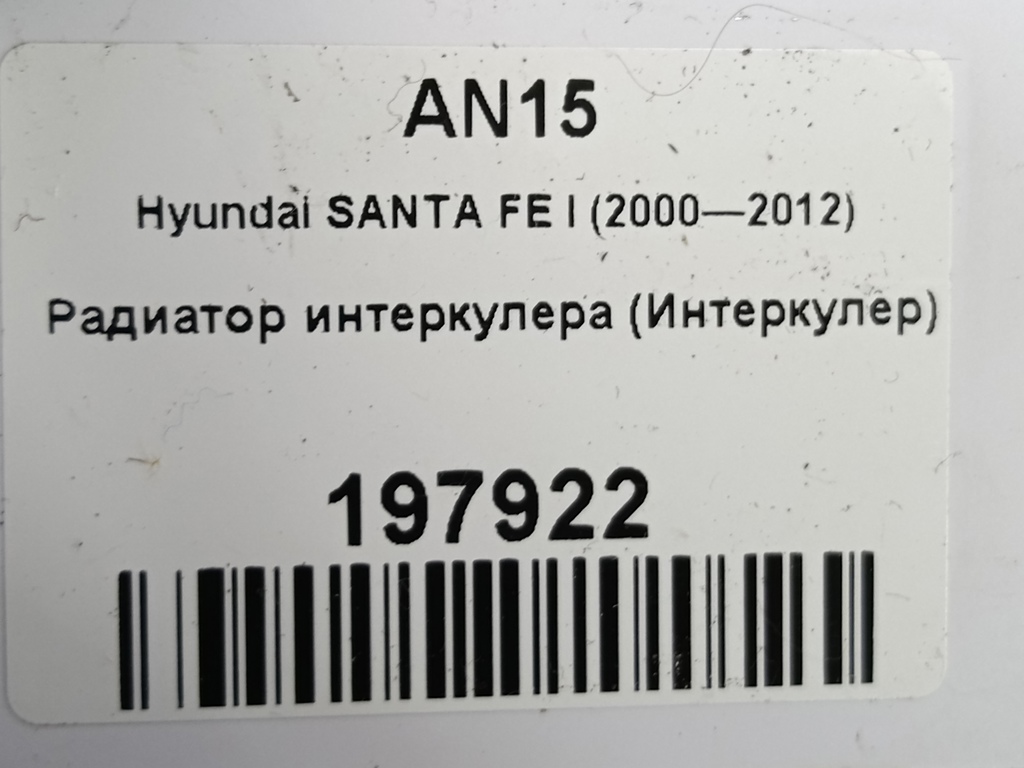 AN15
Hyundai SANTA FE I (2000—2012)
Радиатор интеркулера (Интеркулер)
197922